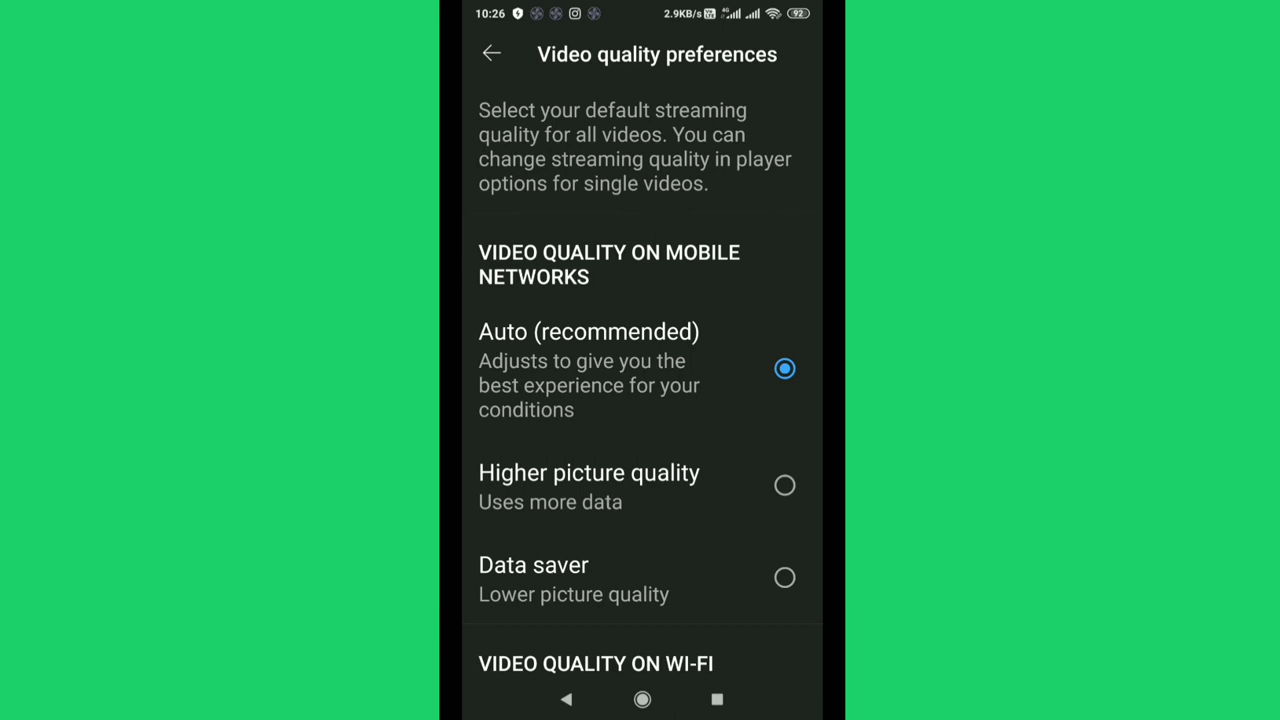 10:26 2.9KB/s 4G 92
Video quality preferences
Select your default streaming
quality for all videos. You can
change streaming quality in player
options for single videos.
VIDEO QUALITY ON MOBILE
NETWORKS
Auto (recommended)
Adjusts to give you the
best experience for your
conditions
Higher picture quality
Uses more data
Data saver
Lower picture quality
VIDEO QUALITY ON WI-FI